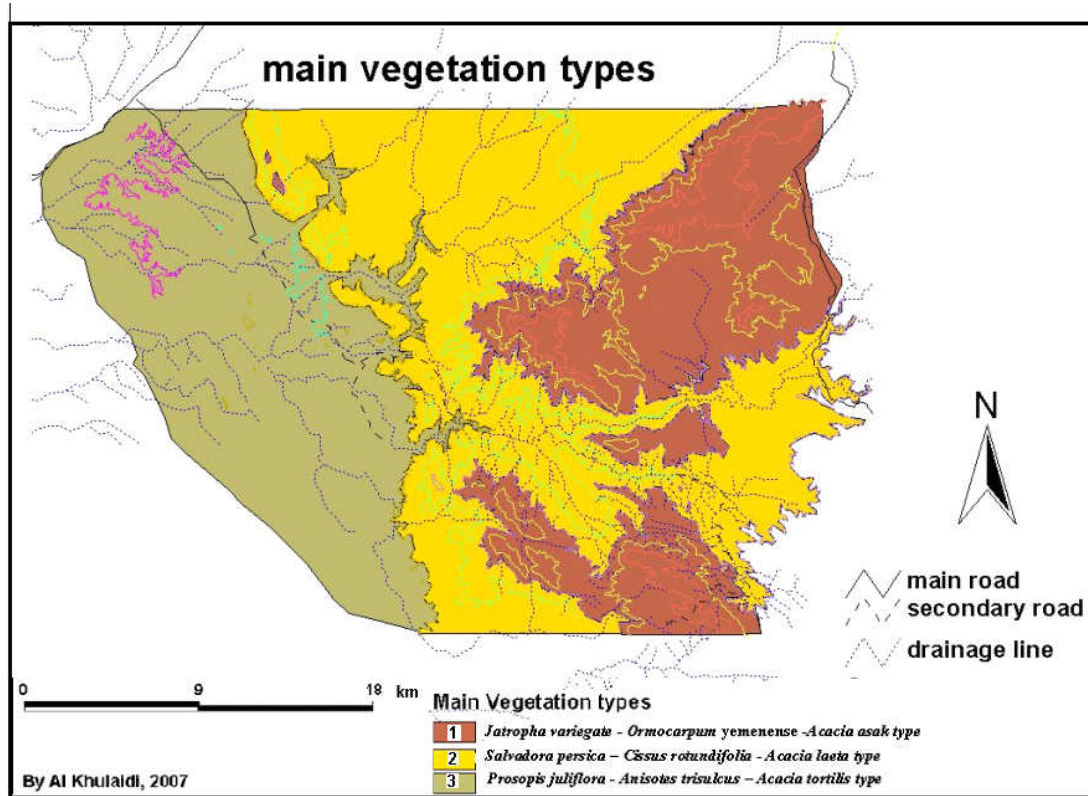 main vegetation types
N
main road
secondary road
drainage line
0 9 18 km
Main Vegetation types
1 Jatropha variegate - Ormocarpum yemenense -Acacia asak type
2 Salvadora persica – Cissus rotundifolia - Acacia laeta type
3 Prosopis juliflora - Anisotes trisulcus – Acacia tortilis type
By Al Khulaidi, 2007